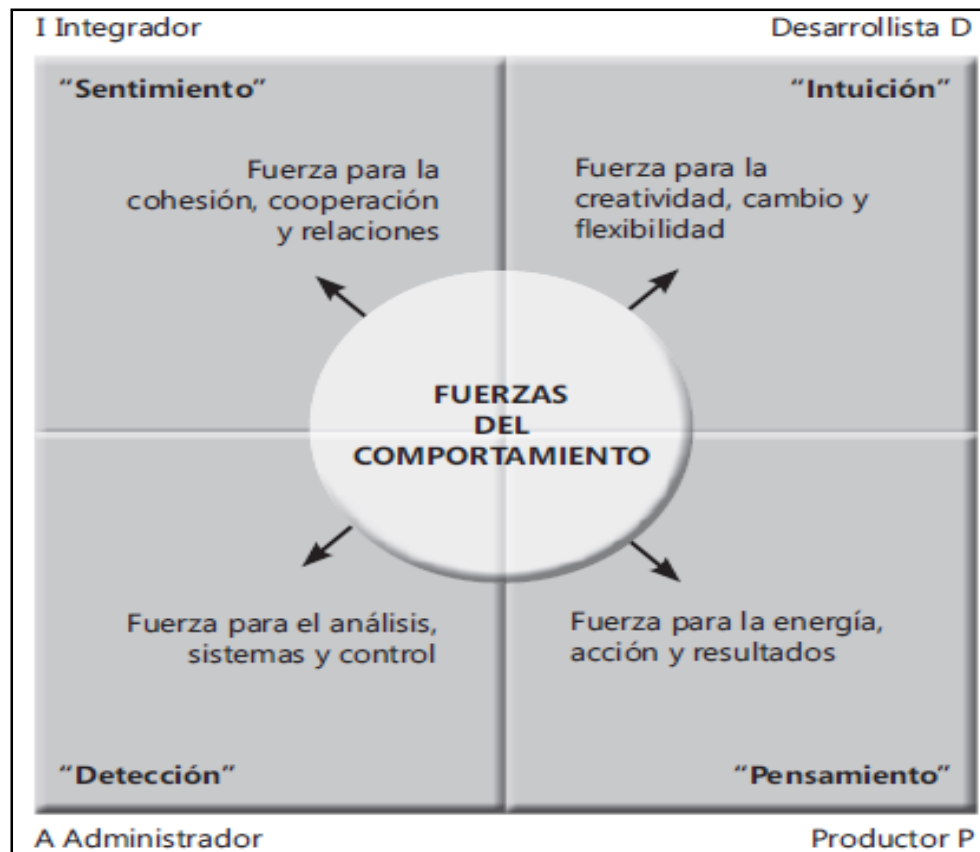 I Integrador
Desarrollista D
“Sentimiento”
“Intuición”
Fuerza para la
cohesión, cooperación
y relaciones
Fuerza para la
creatividad, cambio y
flexibilidad
FUERZAS
DEL
COMPORTAMIENTO
Fuerza para el análisis,
sistemas y control
Fuerza para la energía,
acción y resultados
“Detección”
“Pensamiento”
A Administrador
Productor P